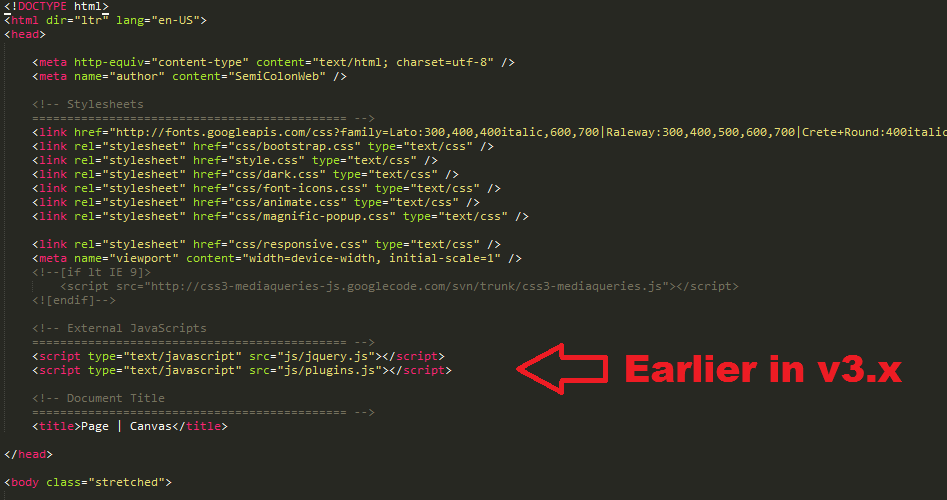 <!DOCTYPE html>
<html dir="ltr" lang="en-US">
<head>
<meta http-equiv="content-type" content="text/html; charset=utf-8" />
<meta name="author" content="SemiColonWeb" />
<!-- Stylesheets
============================================= -->
<link href="http://fonts.googleapis.com/css?family=Lato:300,400,400italic,600,700|Raleway:300,400,500,600,700|Crete+Round:400italic
<link rel="stylesheet" href="css/bootstrap.css" type="text/css" />
<link rel="stylesheet" href="style.css" type="text/css" />
<link rel="stylesheet" href="css/dark.css" type="text/css" />
<link rel="stylesheet" href="css/font-icons.css" type="text/css" />
<link rel="stylesheet" href="css/animate.css" type="text/css" />
<link rel="stylesheet" href="css/magnific-popup.css" type="text/css" />
<link rel="stylesheet" href="css/responsive.css" type="text/css" />
<meta name="viewport" content="width=device-width, initial-scale=1" />
<!--[if lt IE 9]>
<script src="http://css3-mediaqueries-js.googlecode.com/svn/trunk/css3-mediaqueries.js"></script>
<![endif]-->
<!-- External JavaScripts
============================================= -->
<script type="text/javascript" src="js/jquery.js"></script>
<script type="text/javascript" src="js/plugins.js"></script>
Earlier in v3.x
<!-- Document Title
============================================= -->
<title>Page | Canvas</title>
</head>
<body class="stretched">